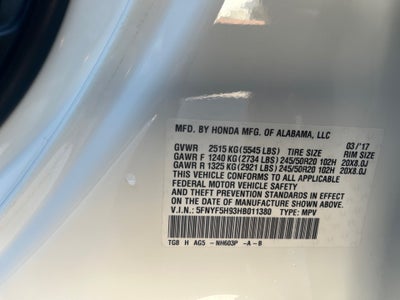 MFD. BY HONDA MFG. OF ALABAMA, LLC 03/'17
GVWR 2515 KG(5545 LBS) TIRE SIZE RIM SIZE
GAWR F 1240 KG(2734 LBS) 245/50R20 102H 20X8.0J
GAWR R 1325 KG(2921 LBS) 245/50R20 102H 20X8.0J
THIS VEHICLE CONFORMS TO ALL APPLICABLE
FEDERAL MOTOR VEHICLE SAFETY
AND THEFT PREVENTION STANDARDS IN EFFECT
ON THE DATE OF MANUFACTURE SHOWN ABOVE.
V.I.N.: 5FNYF5H93HB011380 TYPE: MPV
TG8 H AG5 -NH603P -A -B